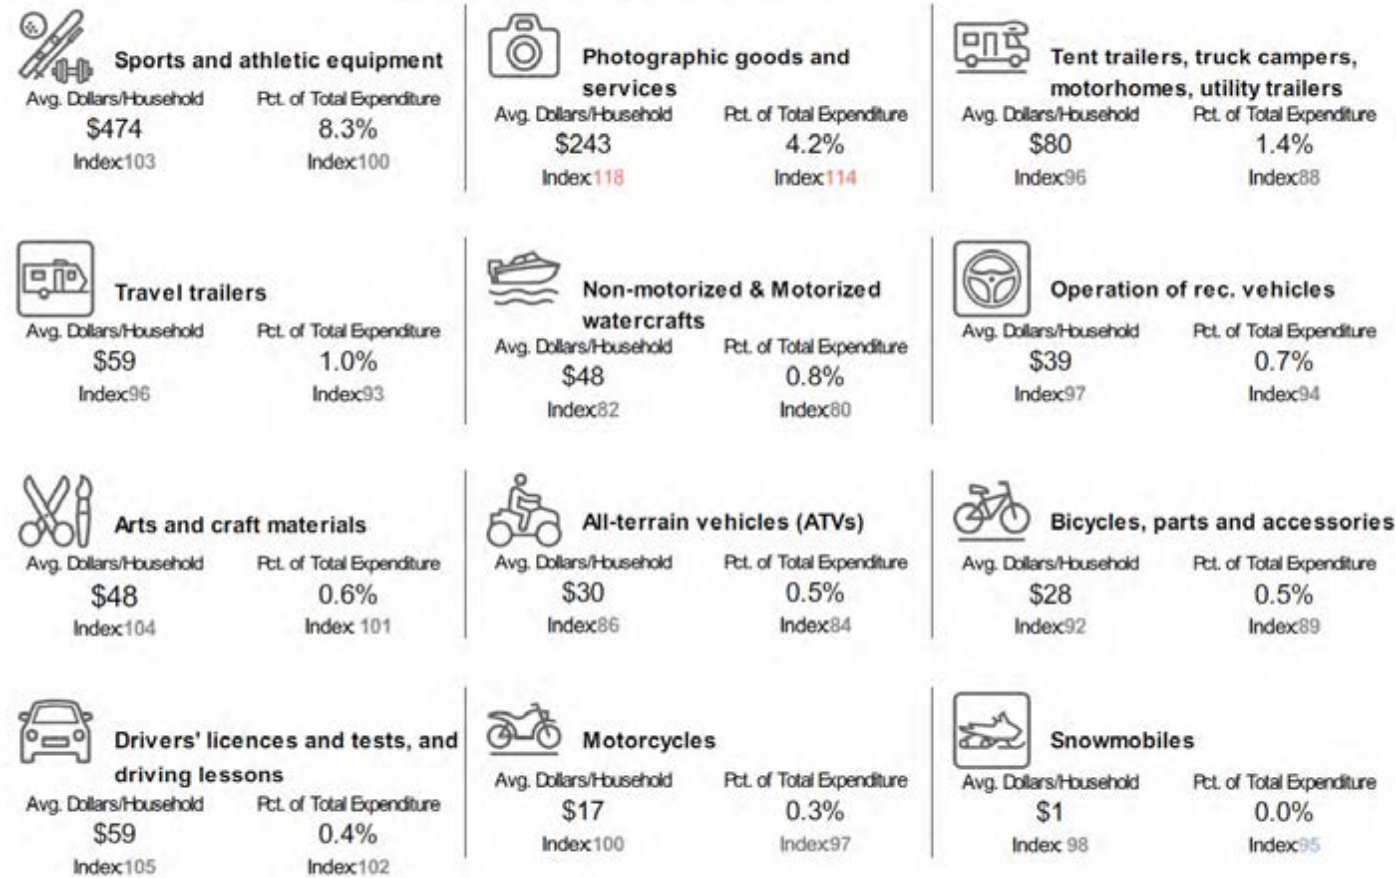 Sports and athletic equipment
Avg. Dollars/Household Pct. of Total Expenditure
$474 8.3%
Index:103 Index:100
Photographic goods and
services
Avg. Dollars/Household Pct. of Total Expenditure
$243 4.2%
Index:118 Index:114
Tent trailers, truck campers,
motorhomes, utility trailers
Avg. Dollars/Household Pct. of Total Expenditure
$80 1.4%
Index:96 Index:88
Travel trailers
Avg. Dollars/Household Pct. of Total Expenditure
$59 1.0%
Index:96 Index:93
Non-motorized & Motorized
watercrafts
Avg. Dollars/Household Pct. of Total Expenditure
$48 0.8%
Index:82 Index:80
Operation of rec. vehicles
Avg. Dollars/Household Pct. of Total Expenditure
$39 0.7%
Index:97 Index:94
Arts and craft materials
Avg. Dollars/Household Pct. of Total Expenditure
$48 0.6%
Index:104 Index: 101
All-terrain vehicles (ATVs)
Avg. Dollars/Household Pct. of Total Expenditure
$30 0.5%
Index:86 Index:84
Bicycles, parts and accessories
Avg. Dollars/Household Pct. of Total Expenditure
$28 0.5%
Index:92 Index:89
Drivers' licences and tests, and
driving lessons
Avg. Dollars/Household Pct. of Total Expenditure
$59 0.4%
Index:105 Index:102
Motorcycles
Avg. Dollars/Household Pct. of Total Expenditure
$17 0.3%
Index:100 Index:97
Snowmobiles
Avg. Dollars/Household Pct. of Total Expenditure
$1 0.0%
Index: 98 Index:95